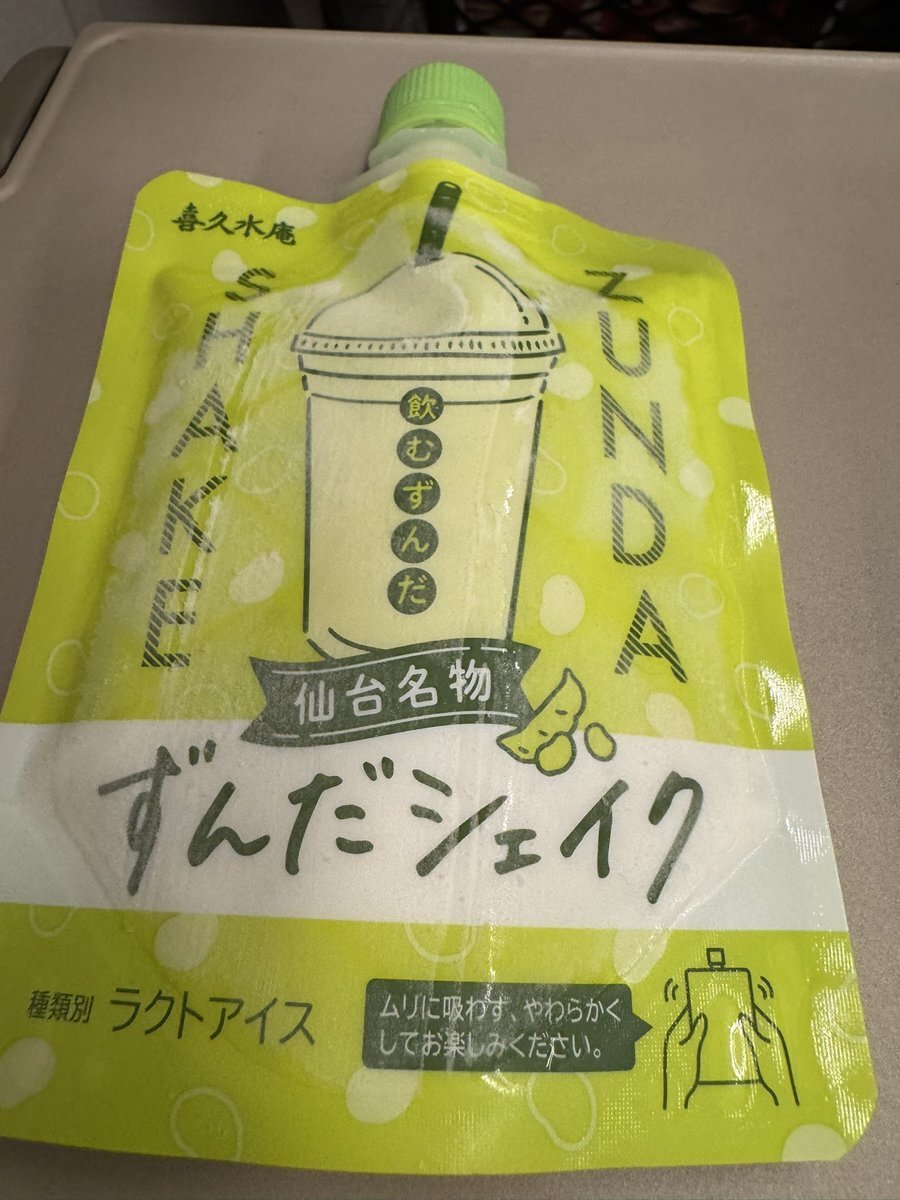 喜久水庵
SHAKE
ZUNDA
飲むずんだ
仙台名物
ずんだシェイク
種類別 ラクトアイス
ムリに吸わず、やわらかく
してお楽しみください。